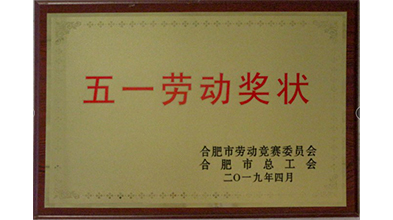 五一劳动奖状
合肥市劳动竞赛委员会
合肥市总工会
二〇一九年四月